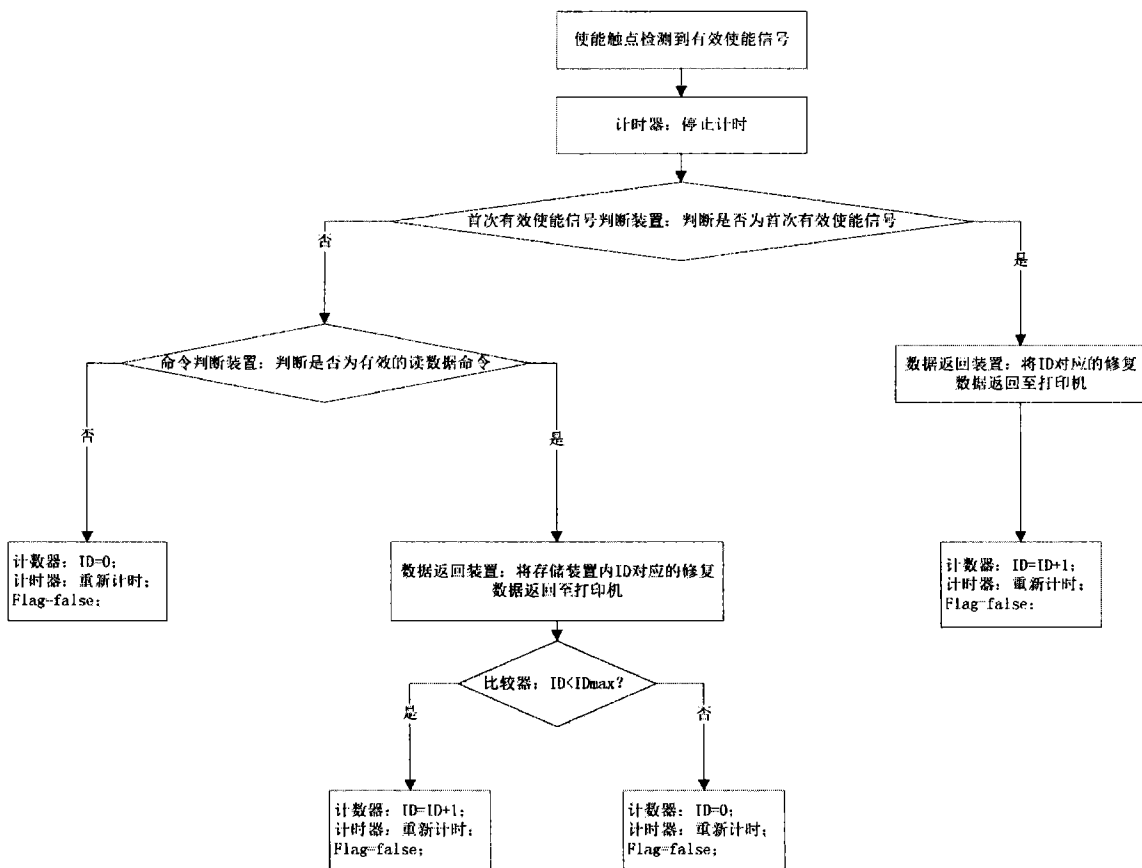 使能触点检测到有效使能信号
计时器：停止计时
首次有效使能信号判断装置：判断是否为首次有效使能信号
否
是
命令判断装置：判断是否为有效的读数据命令
数据返回装置：将ID对应的修复
数据返回至打印机
否
是
计数器：ID=0;
计时器：重新计时;
Flag=false;
数据返回装置：将存储装置内ID对应的修复
数据返回至打印机
计数器：ID=ID+1;
计时器：重新计时;
Flag=false;
比较器：ID<IDmax?
是
否
计数器：ID=ID+1;
计时器：重新计时;
Flag=false;
计数器：ID=0;
计时器：重新计时;
Flag=false;